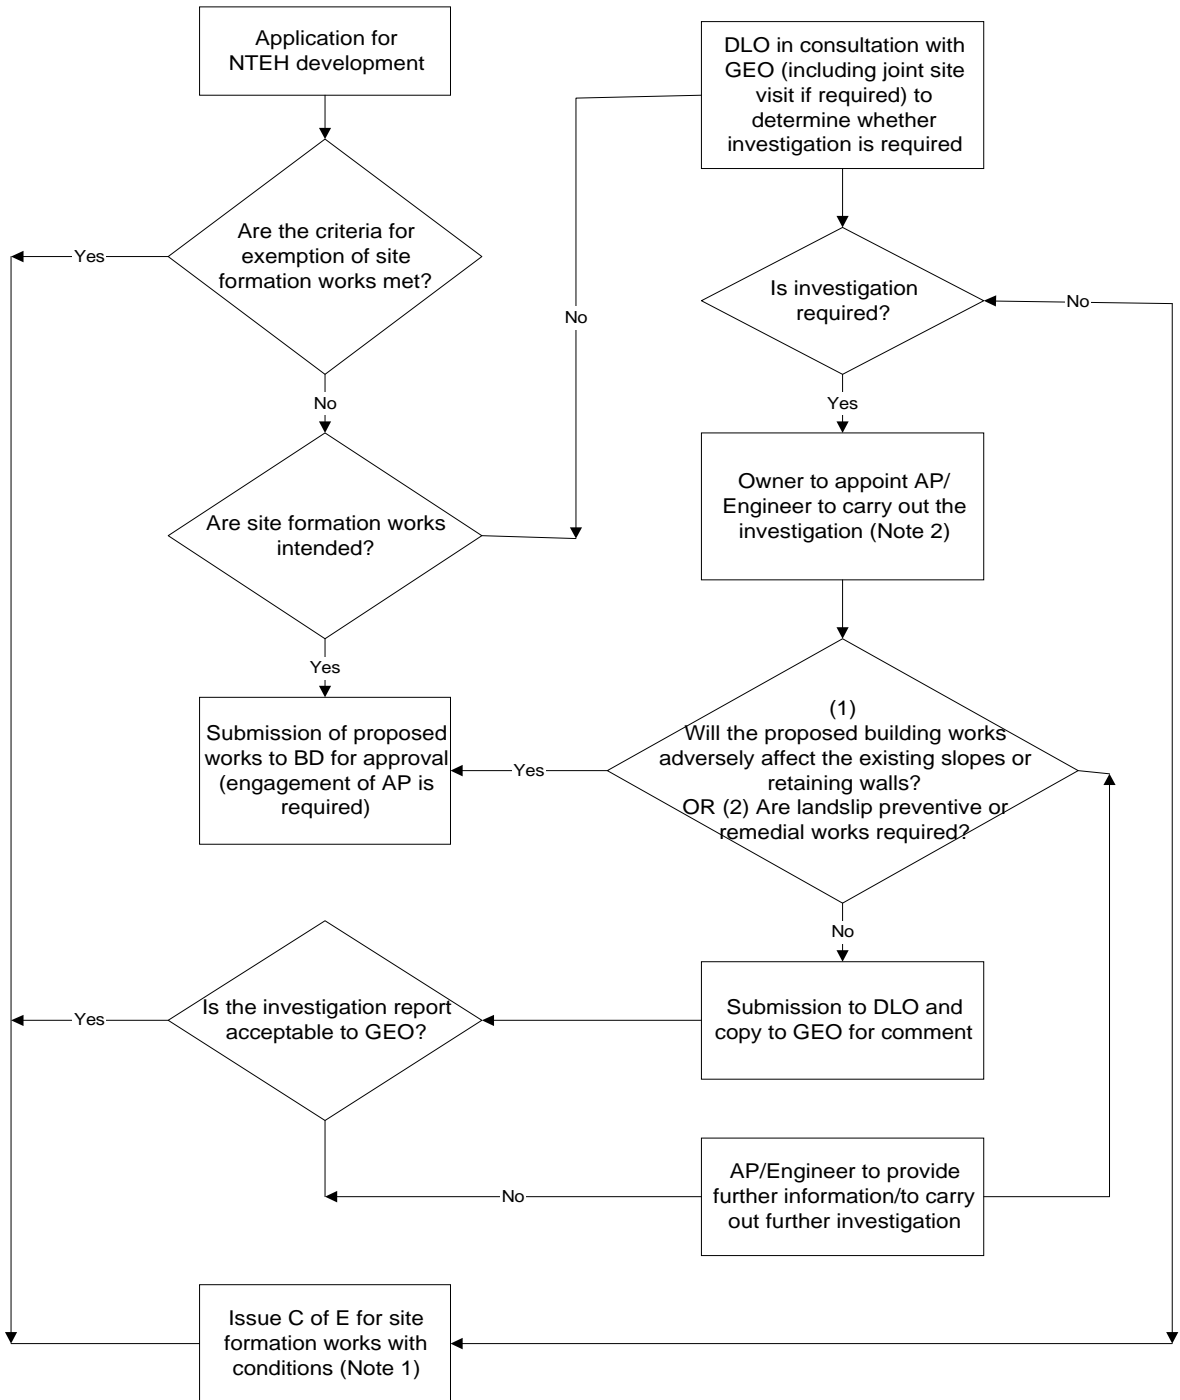 Application for
NTEH development
Are the criteria for
exemption of site
formation works met?
Yes
No
Are site formation works
intended?
No
Yes
Submission of proposed
works to BD for approval
(engagement of AP is
required)
DLO in consultation with
GEO (including joint site
visit if required) to
determine whether
investigation is required
Is investigation
required?
No
Yes
Owner to appoint AP/
Engineer to carry out the
investigation (Note 2)
(1)
Will the proposed building works
adversely affect the existing slopes or
retaining walls?
OR (2) Are landslip preventive or
remedial works required?
Yes
No
Submission to DLO and
copy to GEO for comment
Is the investigation report
acceptable to GEO?
Yes
No
AP/Engineer to provide
further information/to carry
out further investigation
Issue C of E for site
formation works with
conditions (Note 1)